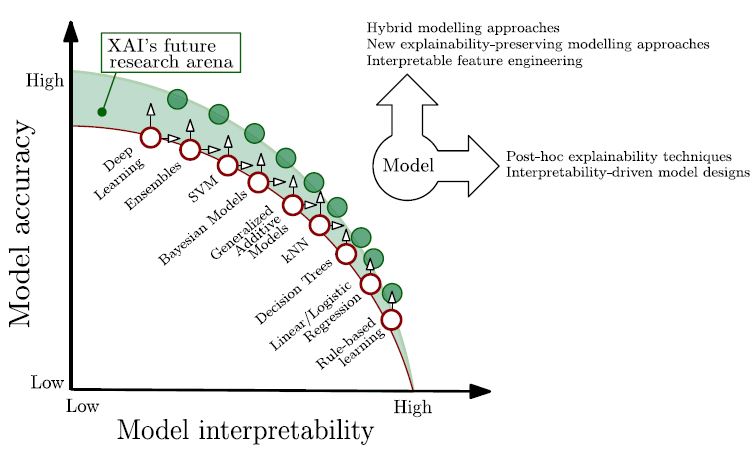 Hybrid modelling approaches
New explainability-preserving modelling approaches
Interpretable feature engineering
XAI's future
research arena
High
Model
Post-hoc explainability techniques
Interpretability-driven model designs
Deep
Learning
Ensembles
SVM
Bayesian Models
Generalized
Additive
Models
kNN
Decision Trees
Linear/Logistic
Regression
Rule-based
learning
Model accuracy
Low
Low
High
Model interpretability